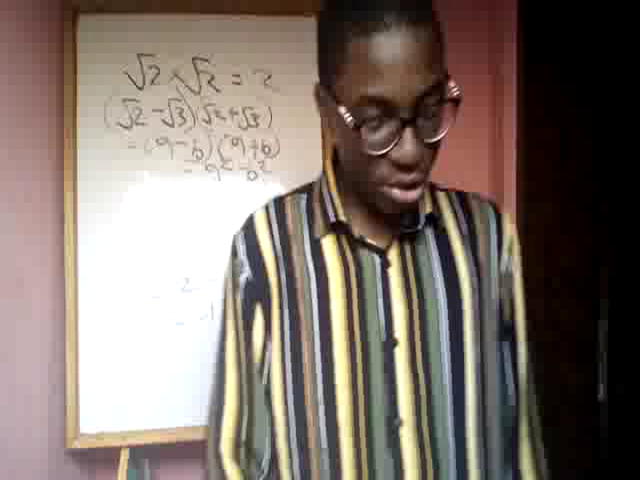 √2 × √2 = 2
(√2 - √3)(√2 + √3)
= (a - b)(a + b)
= a² - b²